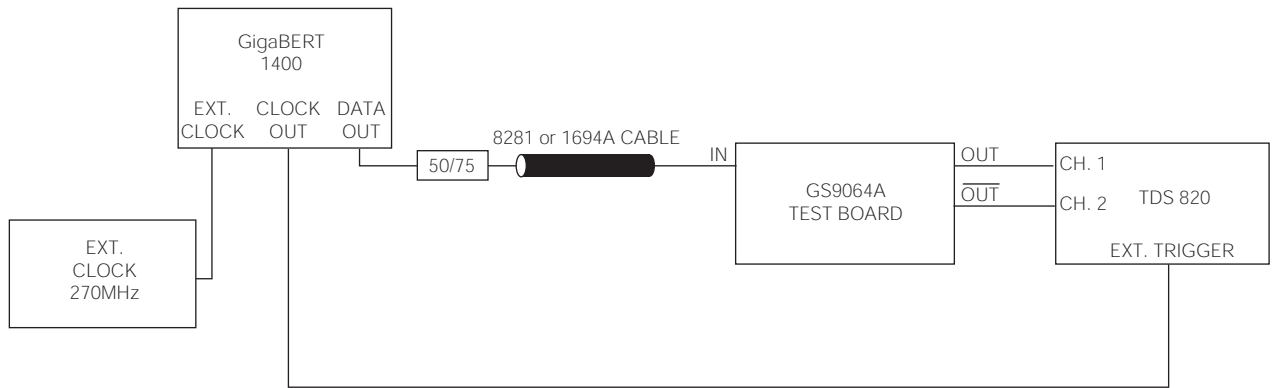 GigaBERT
1400
EXT.
CLOCK
CLOCK
OUT
DATA
OUT
8281 or 1694A CABLE
50/75
IN
GS9064A
TEST BOARD
OUT
OUT
CH. 1
CH. 2
TDS 820
EXT. TRIGGER
EXT.
CLOCK
270MHz